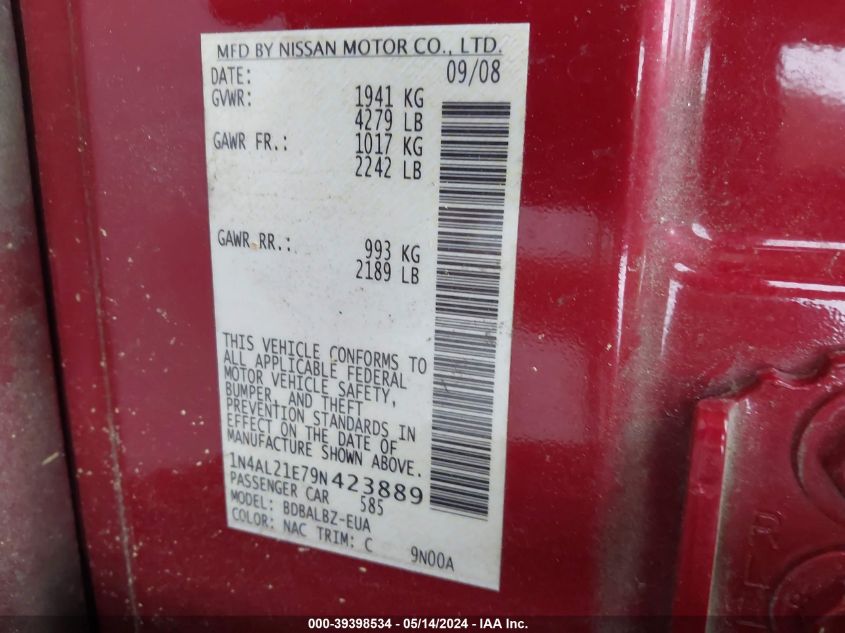 MFD BY NISSAN MOTOR CO., LTD.
DATE: 09/08
GVWR: 1941 KG
4279 LB
GAWR FR.: 1017 KG
2242 LB
GAWR RR.: 993 KG
2189 LB
THIS VEHICLE CONFORMS TO
ALL APPLICABLE FEDERAL
MOTOR VEHICLE SAFETY,
BUMPER, AND THEFT
PREVENTION STANDARDS IN
EFFECT ON THE DATE OF
MANUFACTURE SHOWN ABOVE.
1N4AL21E79N423889
PASSENGER CAR 585
MODEL: BDBALBZ-EUA
COLOR: NAC TRIM: C 9N00A
000-39398534 - 05/14/2024 - IAA Inc.